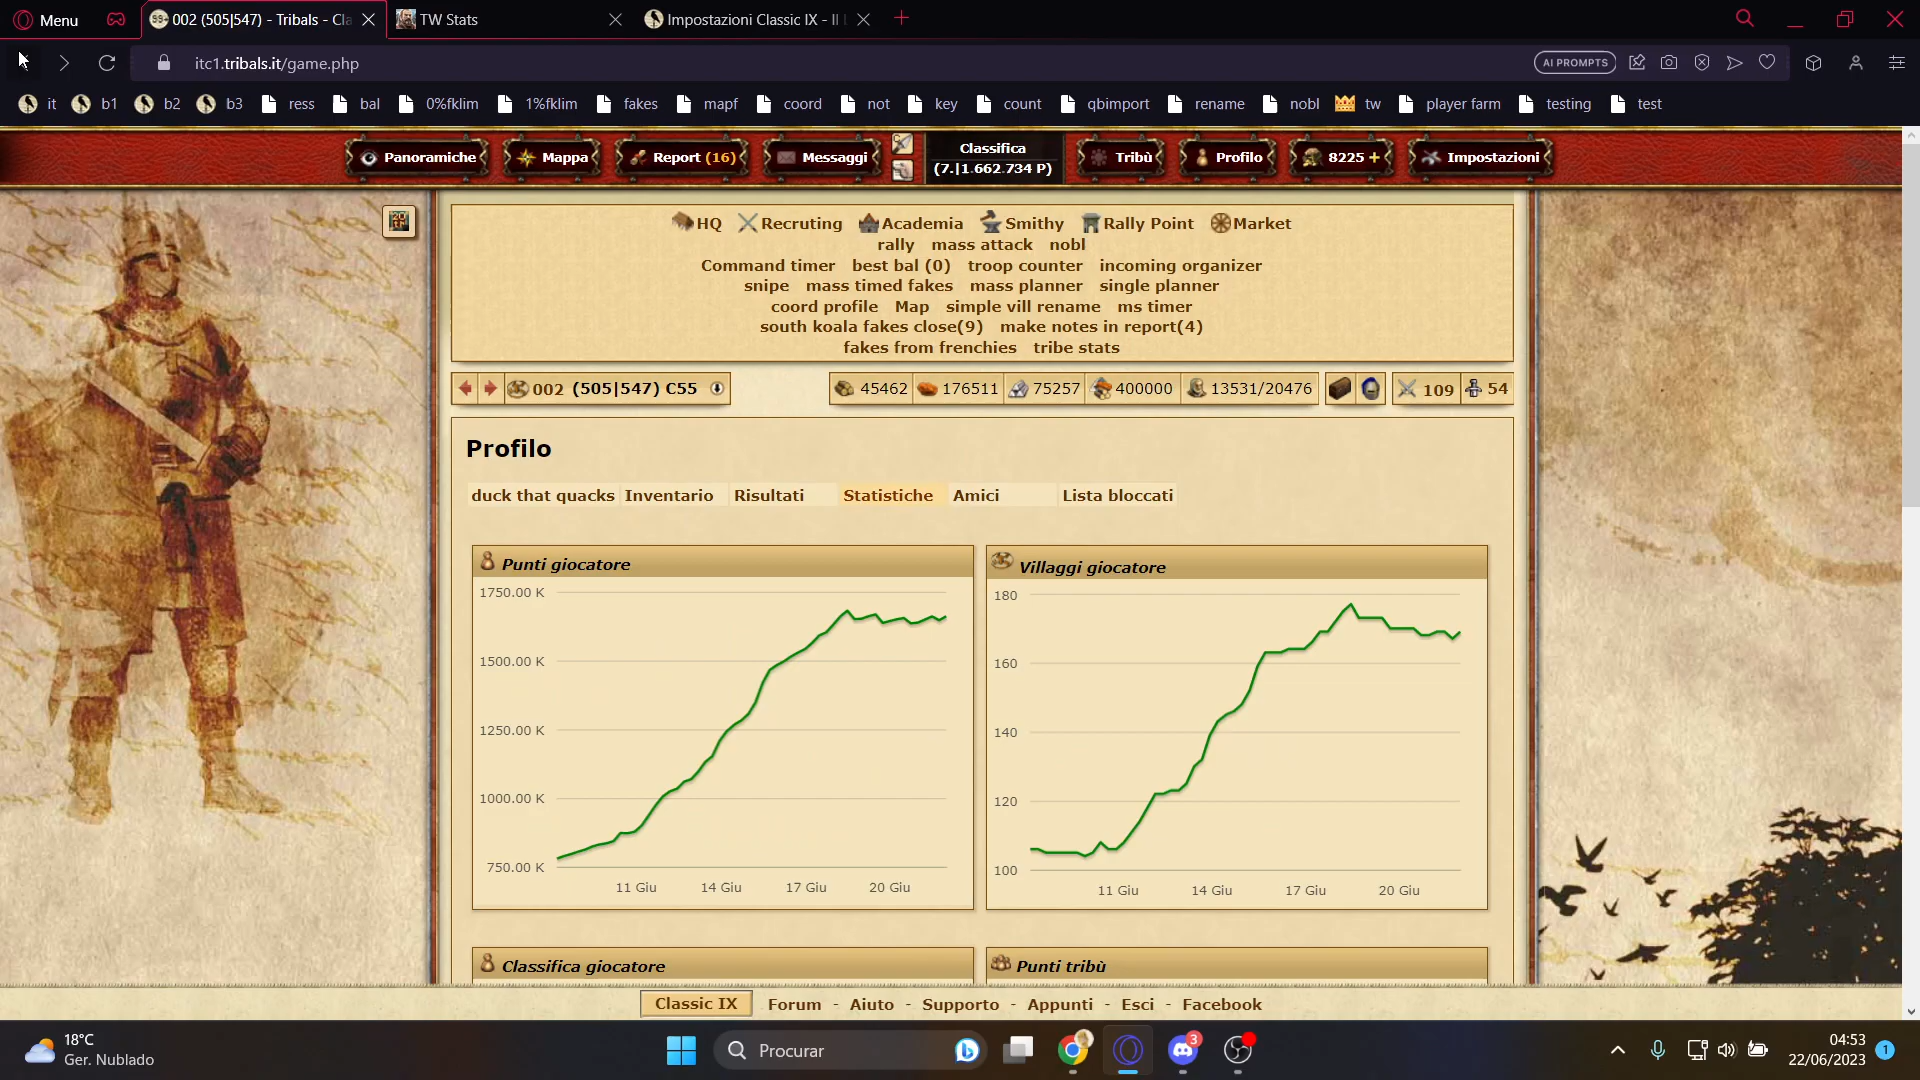 Menu
002 (505|547) - Tribals - Cla
TW Stats
Impostazioni Classic IX - Il
itc1.tribals.it/game.php
AI PROMPTS
it b1 b2 b3 ress bal 0%fklim 1%fklim fakes mapf coord not key count qbimport rename nobl tw player farm testing test
Panoramiche Mappa Report (16) Messaggi Classifica
(7.|1.662.734 P)
Tribù Profilo 8225 + Impostazioni
HQ Recruting Academia Smithy Rally Point Market
rally mass attack nobl
Command timer best bal (0) troop counter incoming organizer
snipe mass timed fakes mass planner single planner
coord profile Map simple vill rename ms timer
south koala fakes close(9) make notes in report(4)
fakes from frenchies tribe stats
002 (505|547) C55 45462 176511 75257 400000 13531/20476 109 54
Profilo
duck that quacks Inventario Risultati Statistiche Amici Lista bloccati
Punti giocatore
1750.00 K
1500.00 K
1250.00 K
1000.00 K
750.00 K
11 Giu 14 Giu 17 Giu 20 Giu
Villaggi giocatore
180
160
140
120
100
11 Giu 14 Giu 17 Giu 20 Giu
Classifica giocatore
Punti tribù
Classic IX Forum - Aiuto - Supporto - Appunti - Esci - Facebook
18°C
Ger. Nublado
Procurar
3
04:53
22/06/2023
1